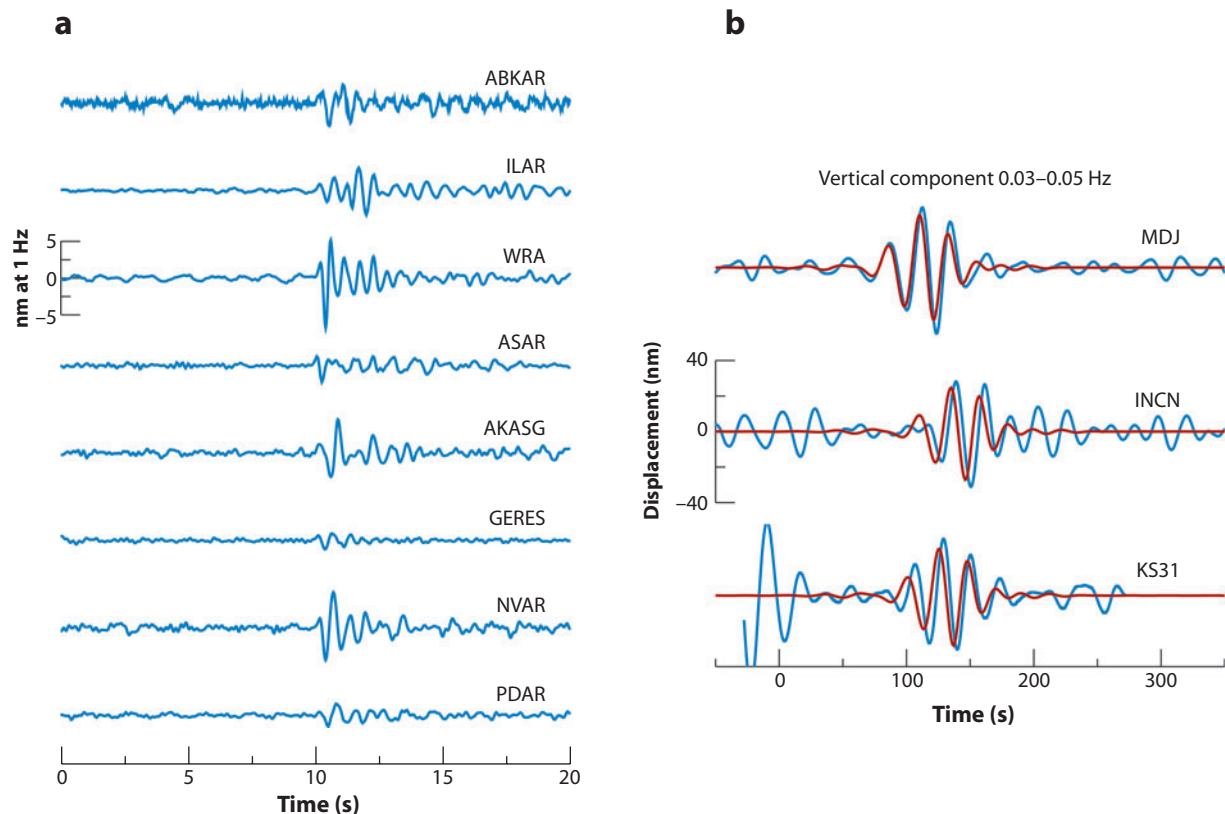 a
ABKAR
ILAR
nm at 1 Hz
5
0
−5
WRA
ASAR
AKASG
GERES
NVAR
PDAR
0 5 10 15 20
Time (s)
b
Vertical component 0.03–0.05 Hz
MDJ
Displacement (nm)
40
0
−40
INCN
KS31
0 100 200 300
Time (s)